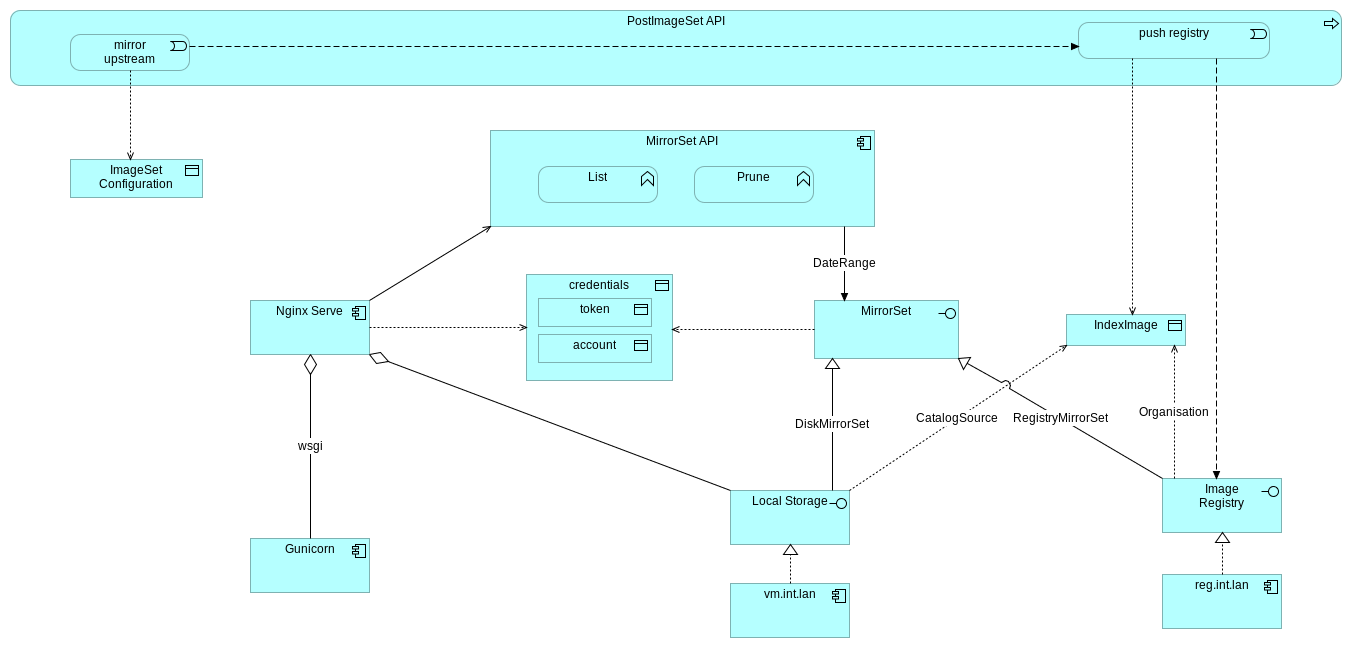 PostImageSet API
mirror
upstream
push registry
MirrorSet API
ImageSet
Configuration
List
Prune
DateRange
credentials
Nginx Serve
token
MirrorSet
IndexImage
account
Organisation
CatalogSource
RegistryMirrorSet
DiskMirrorSet
wsgi
Image
Registry
Local Storage
Gunicorn
reg.int.lan
vm.int.lan